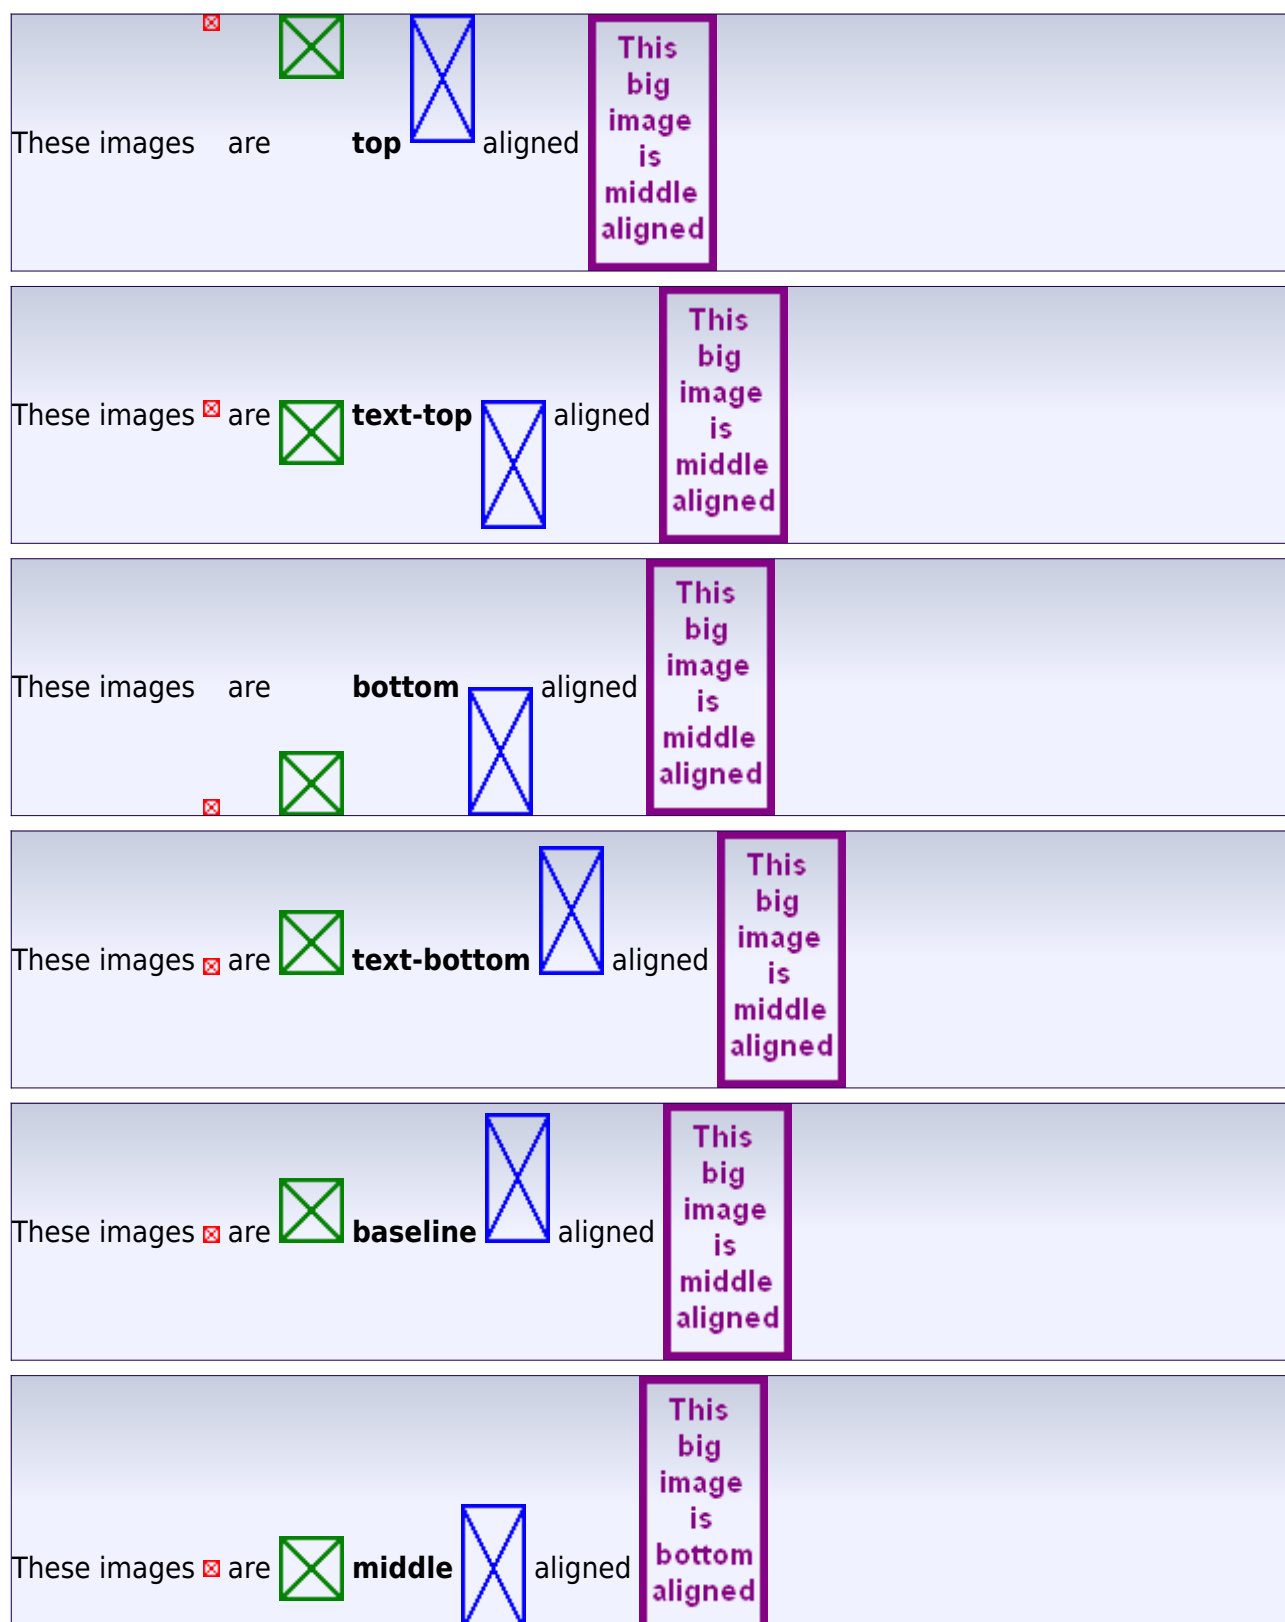 These images are top aligned
This
big
image
is
middle
aligned
These images are text-top aligned
This
big
image
is
middle
aligned
These images are bottom aligned
This
big
image
is
middle
aligned
These images are text-bottom aligned
This
big
image
is
middle
aligned
These images are baseline aligned
This
big
image
is
middle
aligned
These images are middle aligned
This
big
image
is
bottom
aligned